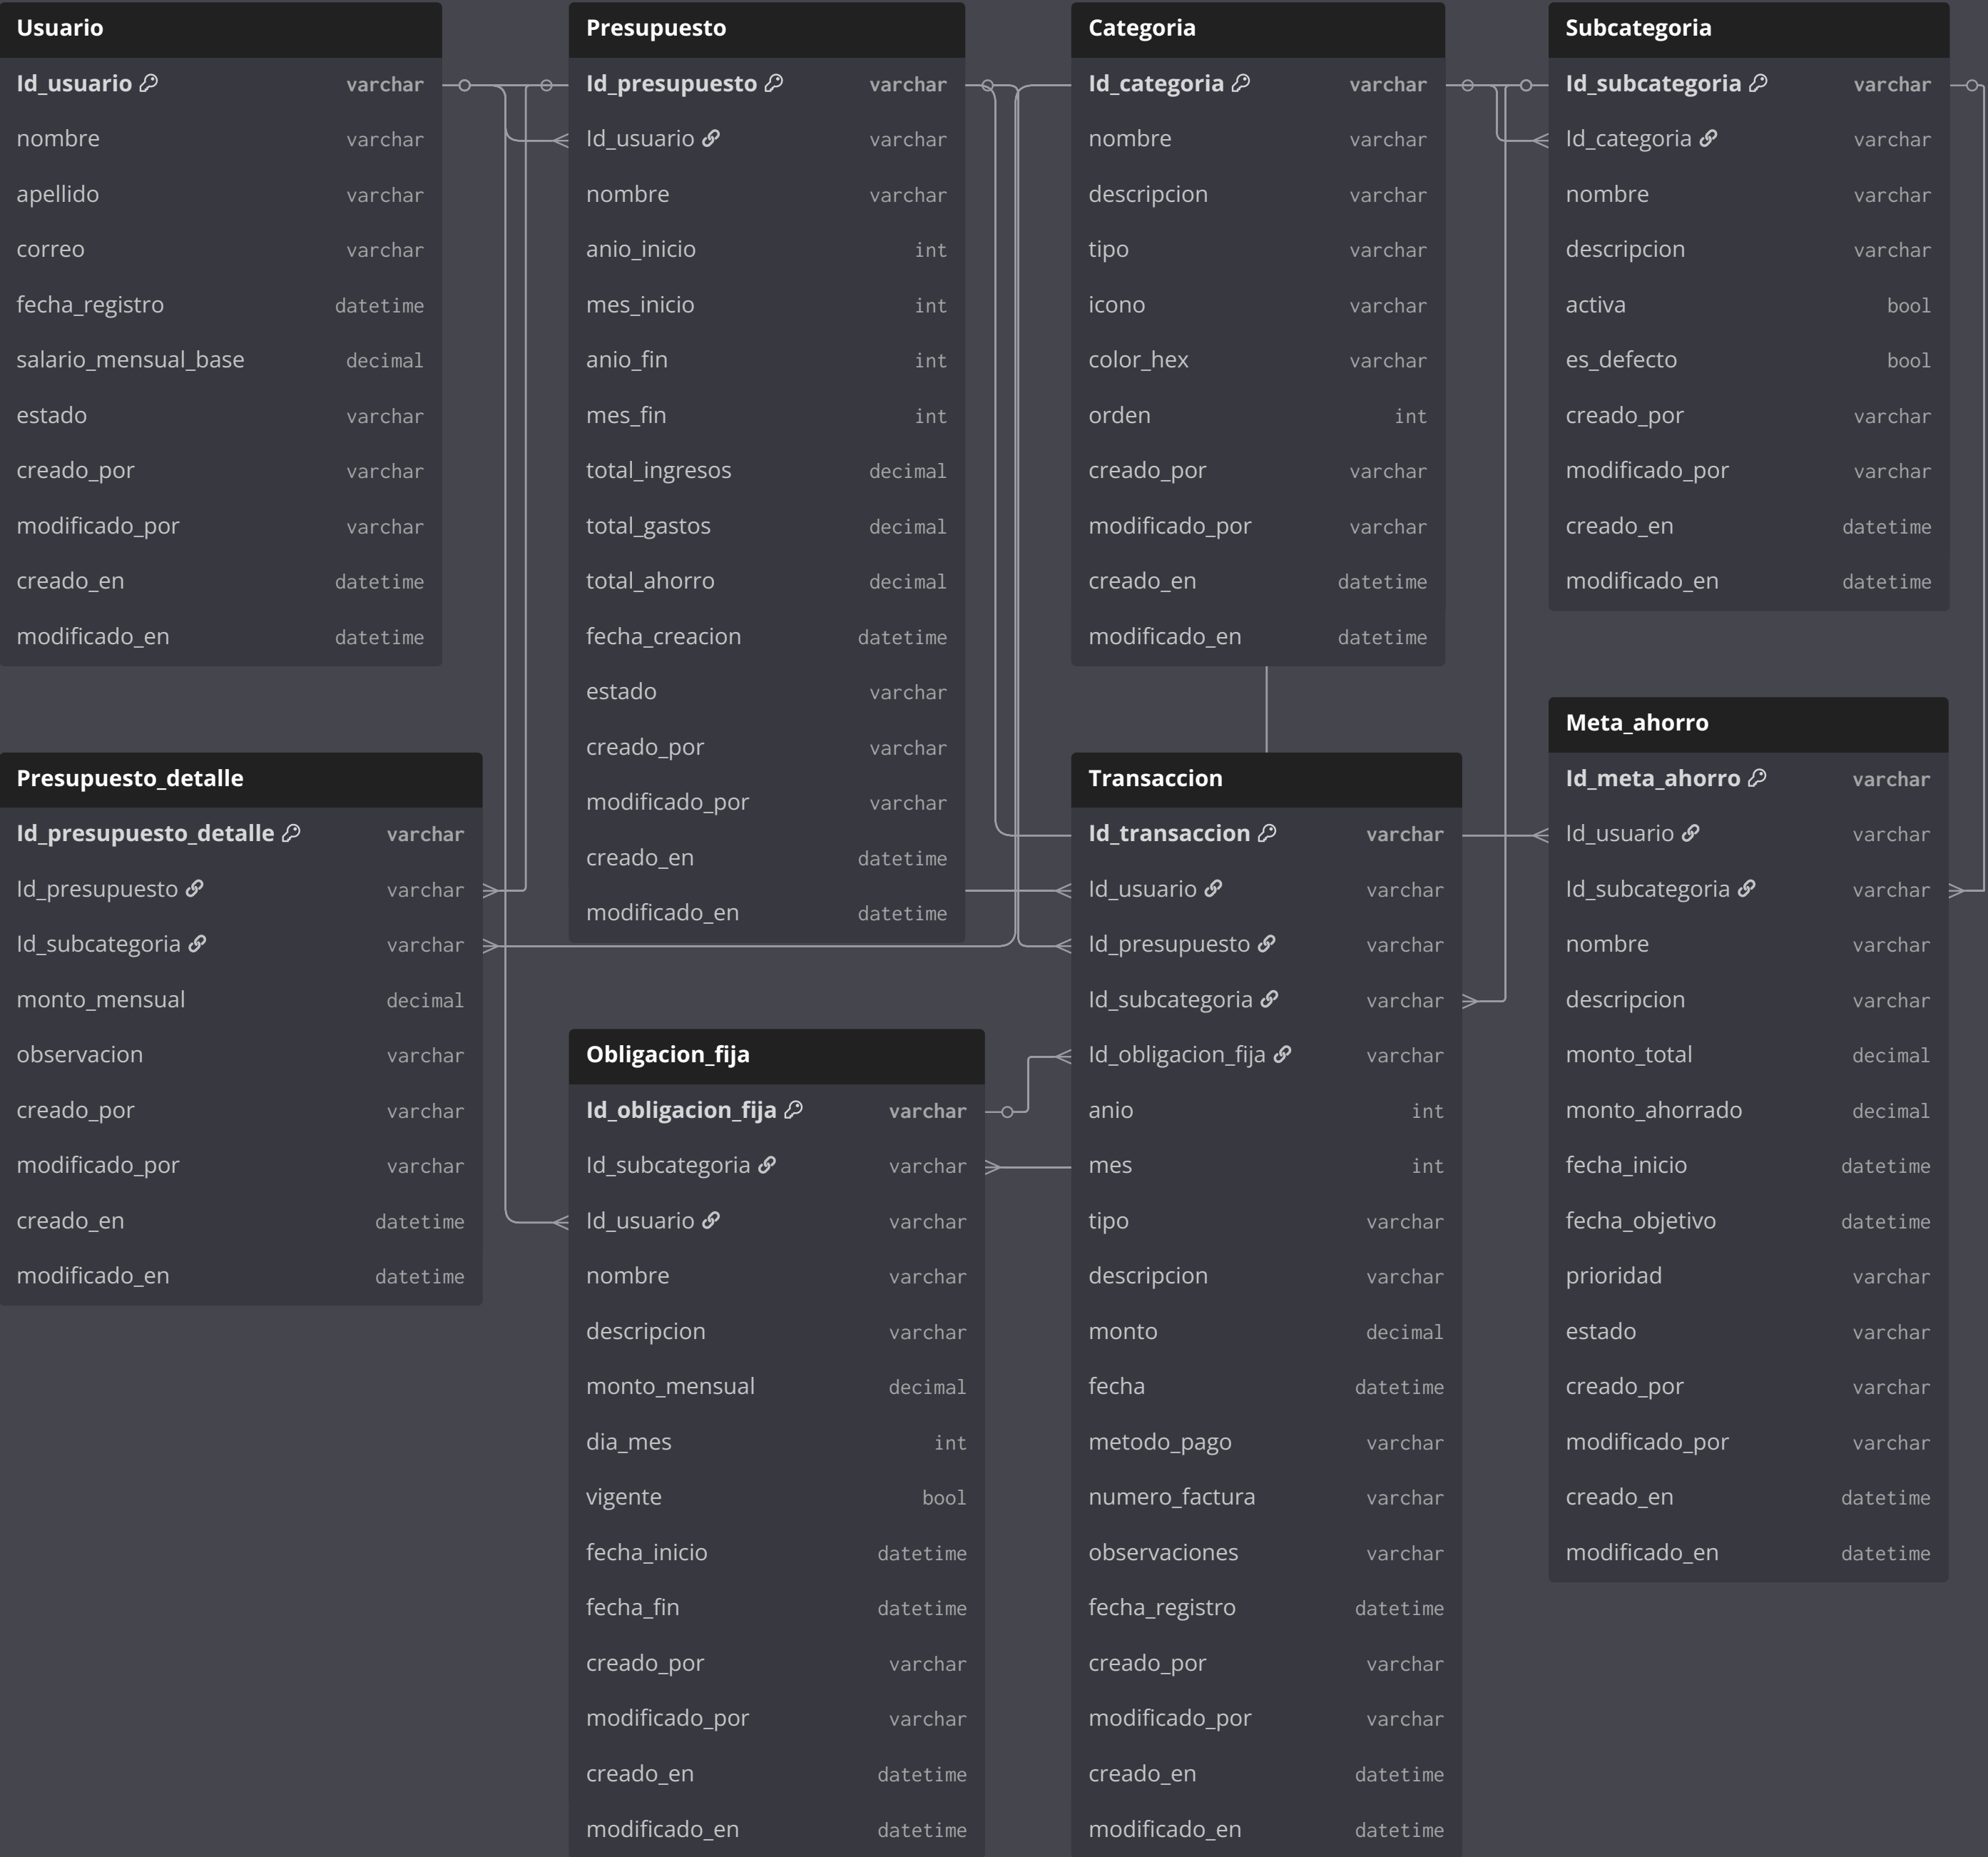 Usuario
Id_usuario varchar
nombre varchar
apellido varchar
correo varchar
fecha_registro datetime
salario_mensual_base decimal
estado varchar
creado_por varchar
modificado_por varchar
creado_en datetime
modificado_en datetime
Presupuesto
Id_presupuesto varchar
Id_usuario varchar
nombre varchar
anio_inicio int
mes_inicio int
anio_fin int
mes_fin int
total_ingresos decimal
total_gastos decimal
total_ahorro decimal
fecha_creacion datetime
estado varchar
creado_por varchar
modificado_por varchar
creado_en datetime
modificado_en datetime
Categoria
Id_categoria varchar
nombre varchar
descripcion varchar
tipo varchar
icono varchar
color_hex varchar
orden int
creado_por varchar
modificado_por varchar
creado_en datetime
modificado_en datetime
Subcategoria
Id_subcategoria varchar
Id_categoria varchar
nombre varchar
descripcion varchar
activa bool
es_defecto bool
creado_por varchar
modificado_por varchar
creado_en datetime
modificado_en datetime
Presupuesto_detalle
Id_presupuesto_detalle varchar
Id_presupuesto varchar
Id_subcategoria varchar
monto_mensual decimal
observacion varchar
creado_por varchar
modificado_por varchar
creado_en datetime
modificado_en datetime
Obligacion_fija
Id_obligacion_fija varchar
Id_subcategoria varchar
Id_usuario varchar
nombre varchar
descripcion varchar
monto_mensual decimal
dia_mes int
vigente bool
fecha_inicio datetime
fecha_fin datetime
creado_por varchar
modificado_por varchar
creado_en datetime
modificado_en datetime
Transaccion
Id_transaccion varchar
Id_usuario varchar
Id_presupuesto varchar
Id_subcategoria varchar
Id_obligacion_fija varchar
anio int
mes int
tipo varchar
descripcion varchar
monto decimal
fecha datetime
metodo_pago varchar
numero_factura varchar
observaciones varchar
fecha_registro datetime
creado_por varchar
modificado_por varchar
creado_en datetime
modificado_en datetime
Meta_ahorro
Id_meta_ahorro varchar
Id_usuario varchar
Id_subcategoria varchar
nombre varchar
descripcion varchar
monto_total decimal
monto_ahorrado decimal
fecha_inicio datetime
fecha_objetivo datetime
prioridad varchar
estado varchar
creado_por varchar
modificado_por varchar
creado_en datetime
modificado_en datetime